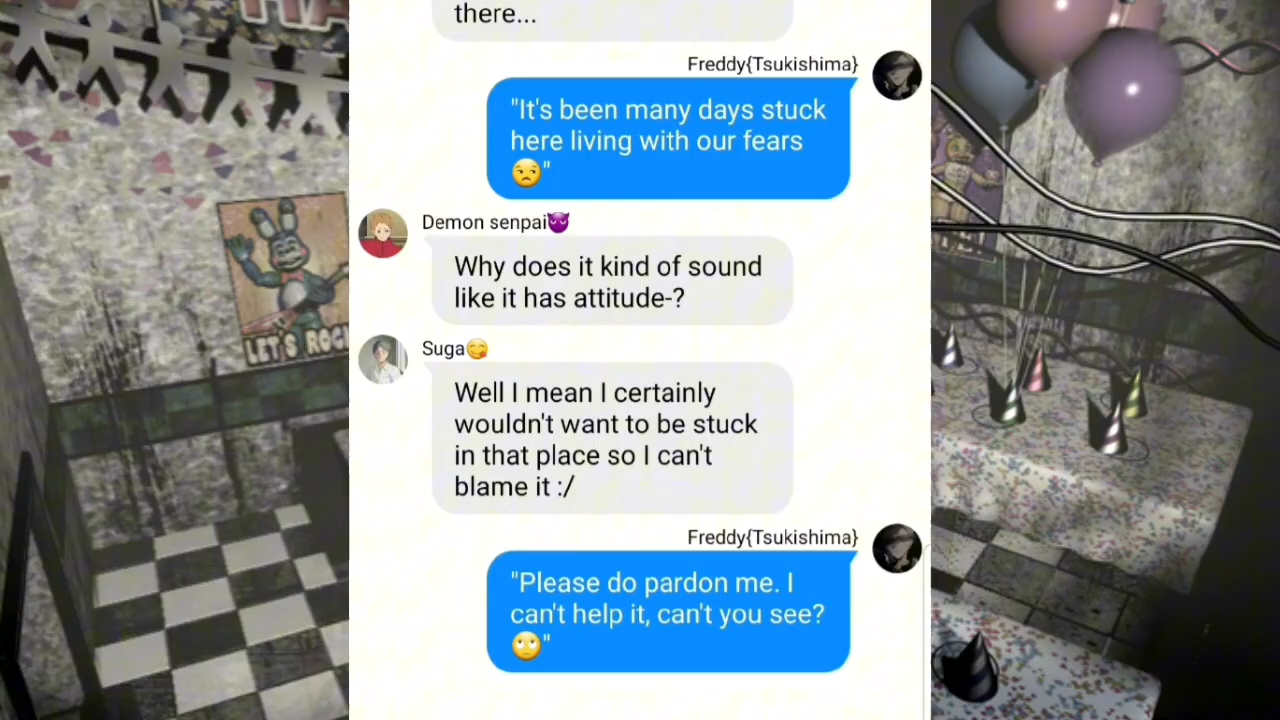 there...
Freddy{Tsukishima}
"It's been many days stuck
here living with our fears
😒"
Demon senpai😈
Why does it kind of sound
like it has attitude-?
Suga😋
Well I mean I certainly
wouldn't want to be stuck
in that place so I can't
blame it :/
Freddy{Tsukishima}
"Please do pardon me. I
can't help it, can't you see?
🙄"
LET'S ROCK